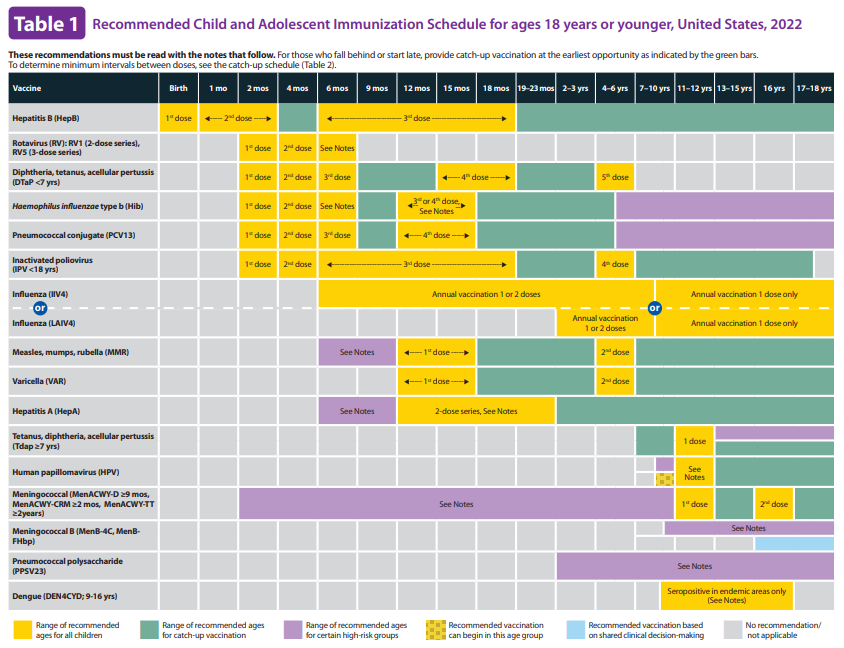 Table 1 Recommended Child and Adolescent Immunization Schedule for ages 18 years or younger, United States, 2022
These recommendations must be read with the notes that follow. For those who fall behind or start late, provide catch-up vaccination at the earliest opportunity as indicated by the green bars.
To determine minimum intervals between doses, see the catch-up schedule (Table 2).
Vaccine Birth 1 mo 2 mos 4 mos 6 mos 9 mos 12 mos 15 mos 18 mos 19–23 mos 2–3 yrs 4–6 yrs 7–10 yrs 11–12 yrs 13–15 yrs 16 yrs 17–18 yrs
Hepatitis B (HepB) 1st dose 2nd dose 3rd dose
Rotavirus (RV): RV1 (2-dose series),
RV5 (3-dose series) 1st dose 2nd dose See Notes
Diphtheria, tetanus, acellular pertussis
(DTaP <7 yrs) 1st dose 2nd dose 3rd dose 4th dose 5th dose
Haemophilus influenzae type b (Hib) 1st dose 2nd dose See Notes 3rd or 4th dose,
See Notes
Pneumococcal conjugate (PCV13) 1st dose 2nd dose 3rd dose 4th dose
Inactivated poliovirus
(IPV <18 yrs) 1st dose 2nd dose 3rd dose 4th dose
Influenza (IIV4) Annual vaccination 1 or 2 doses Annual vaccination 1 dose only
or or
Influenza (LAIV4) Annual vaccination
1 or 2 doses Annual vaccination 1 dose only
Measles, mumps, rubella (MMR) See Notes 1st dose 2nd dose
Varicella (VAR) 1st dose 2nd dose
Hepatitis A (HepA) See Notes 2-dose series, See Notes
Tetanus, diphtheria, acellular pertussis
(Tdap ≥7 yrs) 1 dose
Human papillomavirus (HPV) See
Notes
Meningococcal (MenACWY-D ≥9 mos,
MenACWY-CRM ≥2 mos, MenACWY-TT
≥2years) See Notes 1st dose 2nd dose
Meningococcal B (MenB-4C, MenB-
FHbp) See Notes
Pneumococcal polysaccharide
(PPSV23) See Notes
Dengue (DEN4CYD; 9-16 yrs) Seropositive in endemic areas only
(See Notes)
Range of recommended
ages for all children
Range of recommended ages
for catch-up vaccination
Range of recommended ages
for certain high-risk groups
Recommended vaccination
can begin in this age group
Recommended vaccination based
on shared clinical decision-making
No recommendation/
not applicable